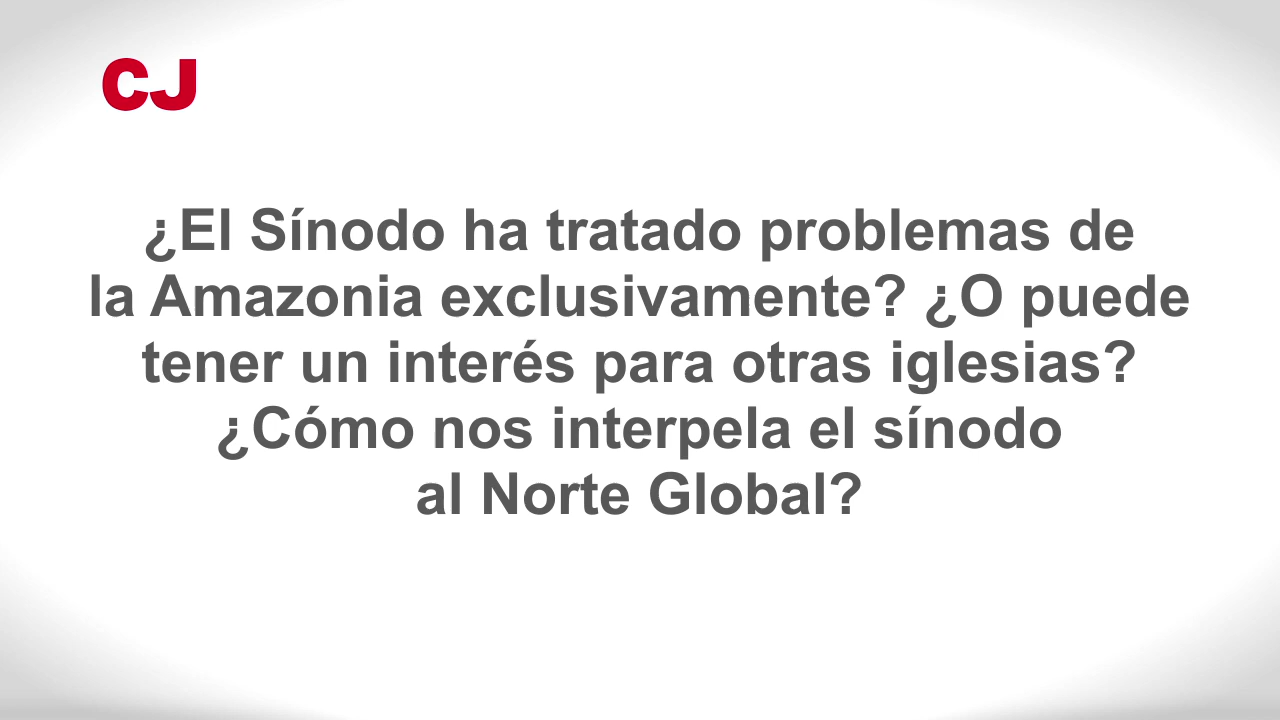 CJ
¿El Sínodo ha tratado problemas de
la Amazonia exclusivamente? ¿O puede
tener un interés para otras iglesias?
¿Cómo nos interpela el sínodo
al Norte Global?